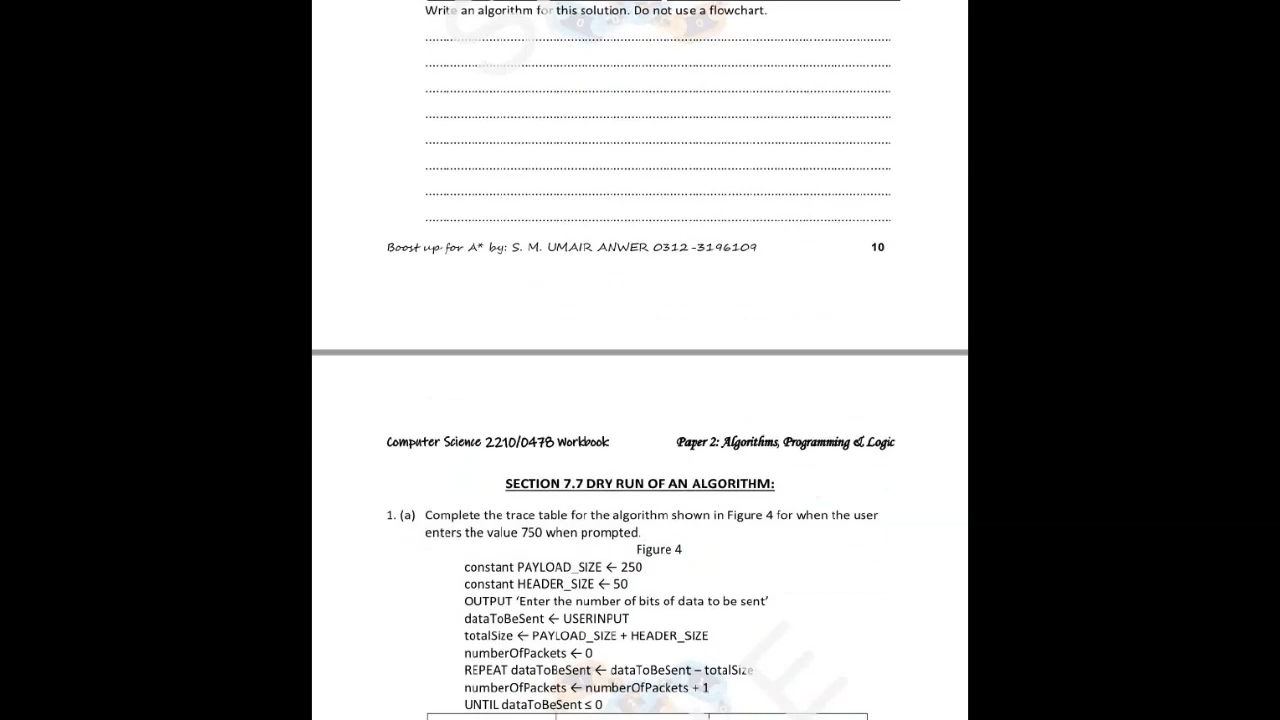 Write an algorithm for this solution. Do not use a flowchart.
Boost up for A* by: S. M. UMAIR ANWER 0312-3196109
10
Computer Science 2210/0478 Workbook
Paper 2: Algorithms, Programming & Logic
SECTION 7.7 DRY RUN OF AN ALGORITHM:
1. (a) Complete the trace table for the algorithm shown in Figure 4 for when the user
enters the value 750 when prompted.
Figure 4
constant PAYLOAD_SIZE ← 250
constant HEADER_SIZE ← 50
OUTPUT ‘Enter the number of bits of data to be sent’
dataToBeSent ← USERINPUT
totalSize ← PAYLOAD_SIZE + HEADER_SIZE
numberOfPackets ← 0
REPEAT dataToBeSent ← dataToBeSent – totalSize
numberOfPackets ← numberOfPackets + 1
UNTIL dataToBeSent ≤ 0